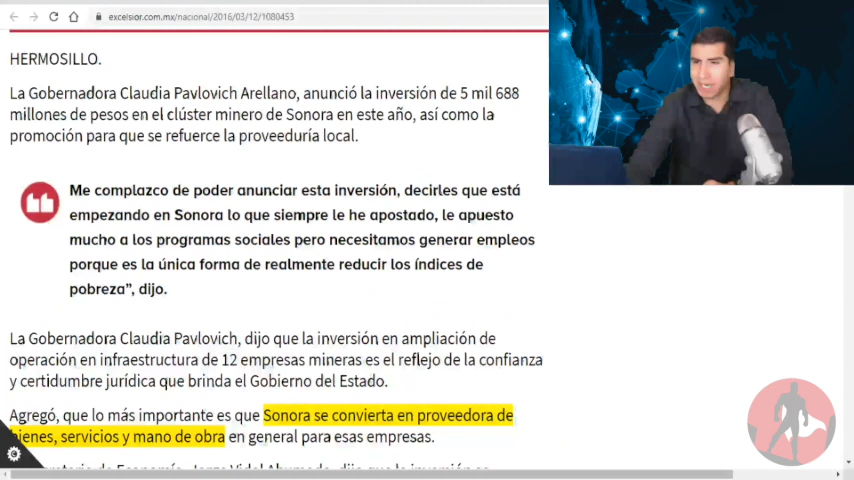 excelsior.com.mx/nacional/2016/03/12/1080453
HERMOSILLO.
La Gobernadora Claudia Pavlovich Arellano, anunció la inversión de 5 mil 688
millones de pesos en el clúster minero de Sonora en este año, así como la
promoción para que se refuerce la proveeduría local.
Me complazco de poder anunciar esta inversión, decirles que está
empezando en Sonora lo que siempre le he apostado, le apuesto
mucho a los programas sociales pero necesitamos generar empleos
porque es la única forma de realmente reducir los índices de
pobreza”, dijo.
La Gobernadora Claudia Pavlovich, dijo que la inversión en ampliación de
operación en infraestructura de 12 empresas mineras es el reflejo de la confianza
y certidumbre jurídica que brinda el Gobierno del Estado.
Agregó, que lo más importante es que Sonora se convierta en proveedora de
bienes, servicios y mano de obra en general para esas empresas.